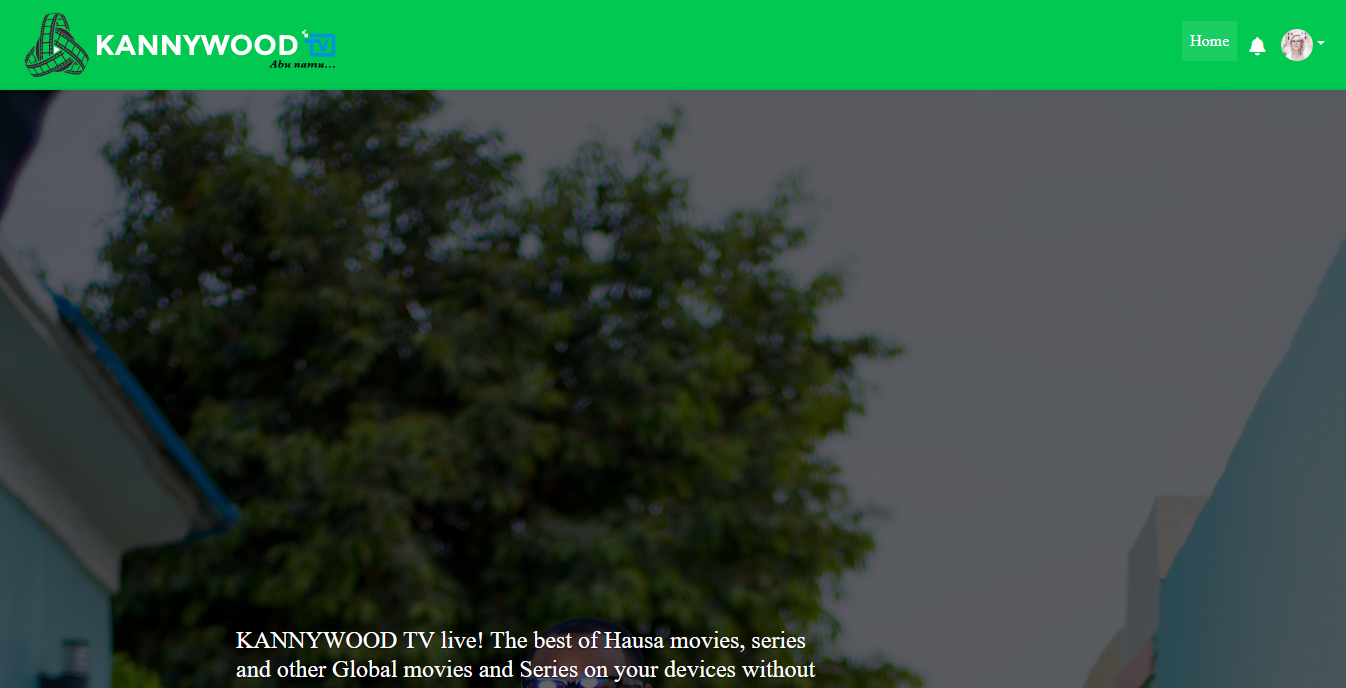 KANNYWOOD TV
Abu namu...
Home
KANNYWOOD TV live! The best of Hausa movies, series
and other Global movies and Series on your devices without